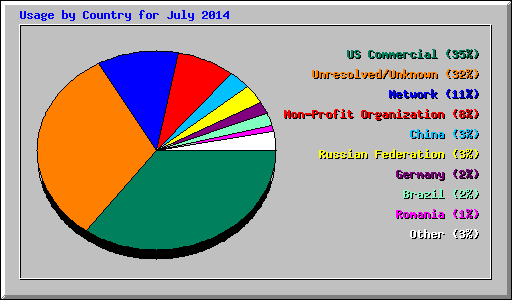 Usage by Country for July 2014
US Commercial (35%)
Unresolved/Unknown (32%)
Network (11%)
Non-Profit Organization (8%)
China (3%)
Russian Federation (3%)
Germany (2%)
Brazil (2%)
Romania (1%)
Other (3%)